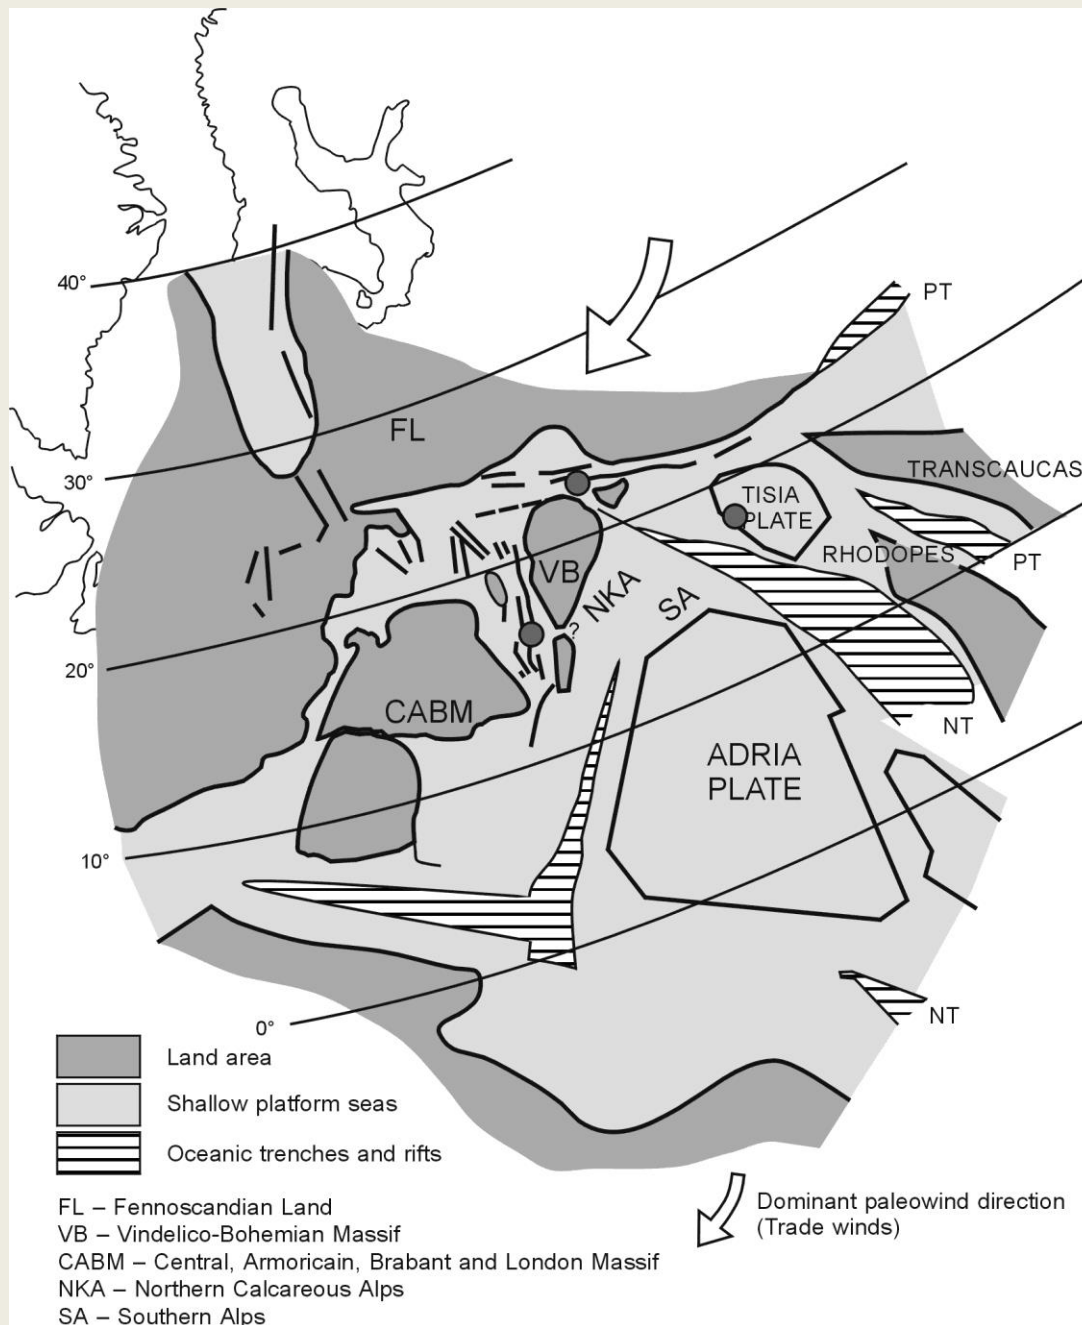 40°
PT
FL
30°
TRANSCAUCAS
TISIA
PLATE
RHODOPES
PT
VB
NKA
SA
?
20°
CABM
NT
ADRIA
PLATE
10°
NT
0°
Land area
Shallow platform seas
Oceanic trenches and rifts
FL – Fennoscandian Land
VB – Vindelico-Bohemian Massif
CABM – Central, Armoricain, Brabant and London Massif
NKA – Northern Calcareous Alps
SA – Southern Alps
Dominant paleowind direction
(Trade winds)